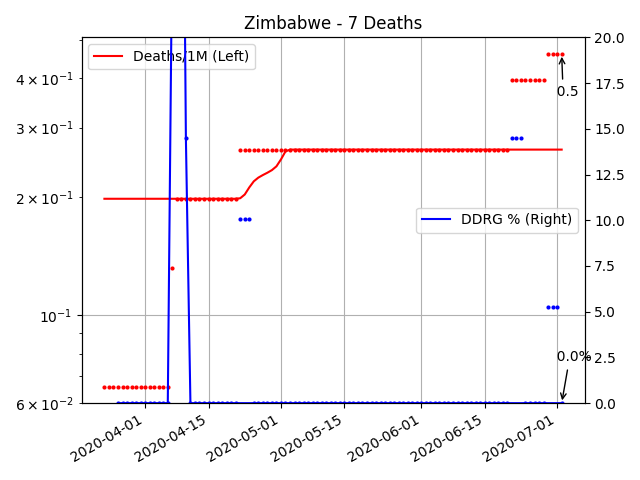 Zimbabwe - 7 Deaths
Deaths/1M (Left)
DDRG % (Right)
0.5
0.0%
4 × 10⁻¹
3 × 10⁻¹
2 × 10⁻¹
10⁻¹
6 × 10⁻²
20.0
17.5
15.0
12.5
10.0
7.5
5.0
2.5
0.0
2020-04-01
2020-04-15
2020-05-01
2020-05-15
2020-06-01
2020-06-15
2020-07-01